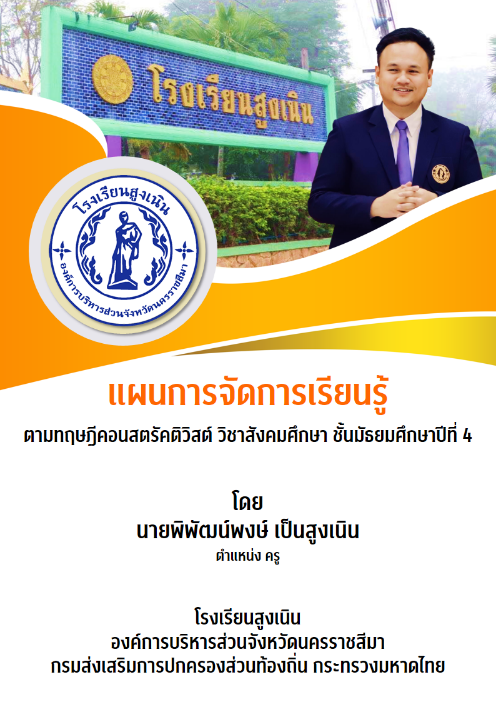 โรงเรียนสูงเนิน
โรงเรียนสูงเนิน
องค์การบริหารส่วนจังหวัดนครราชสีมา
แผนการจัดการเรียนรู้
ตามทฤษฎีคอนสตรัคติวิสต์ วิชาสังคมศึกษา ชั้นมัธยมศึกษาปีที่ 4
โดย
นายพิพัฒน์พงษ์ เป็นสูงเนิน
ตำแหน่ง ครู
โรงเรียนสูงเนิน
องค์การบริหารส่วนจังหวัดนครราชสีมา
กรมส่งเสริมการปกครองส่วนท้องถิ่น กระทรวงมหาดไทย